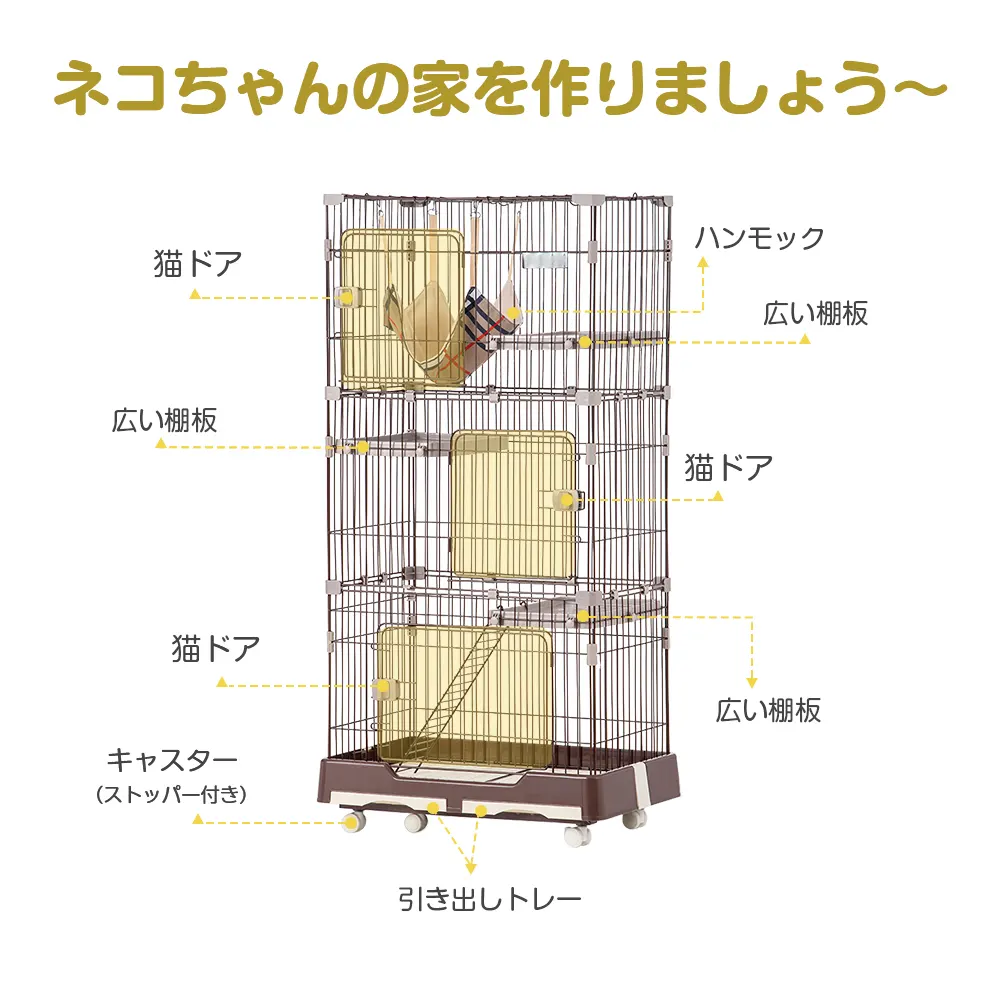 ネコちゃんの家を作りましょう～
ハンモック
猫ドア
広い棚板
広い棚板
猫ドア
猫ドア
広い棚板
キャスター
（ストッパー付き）
引き出しトレー